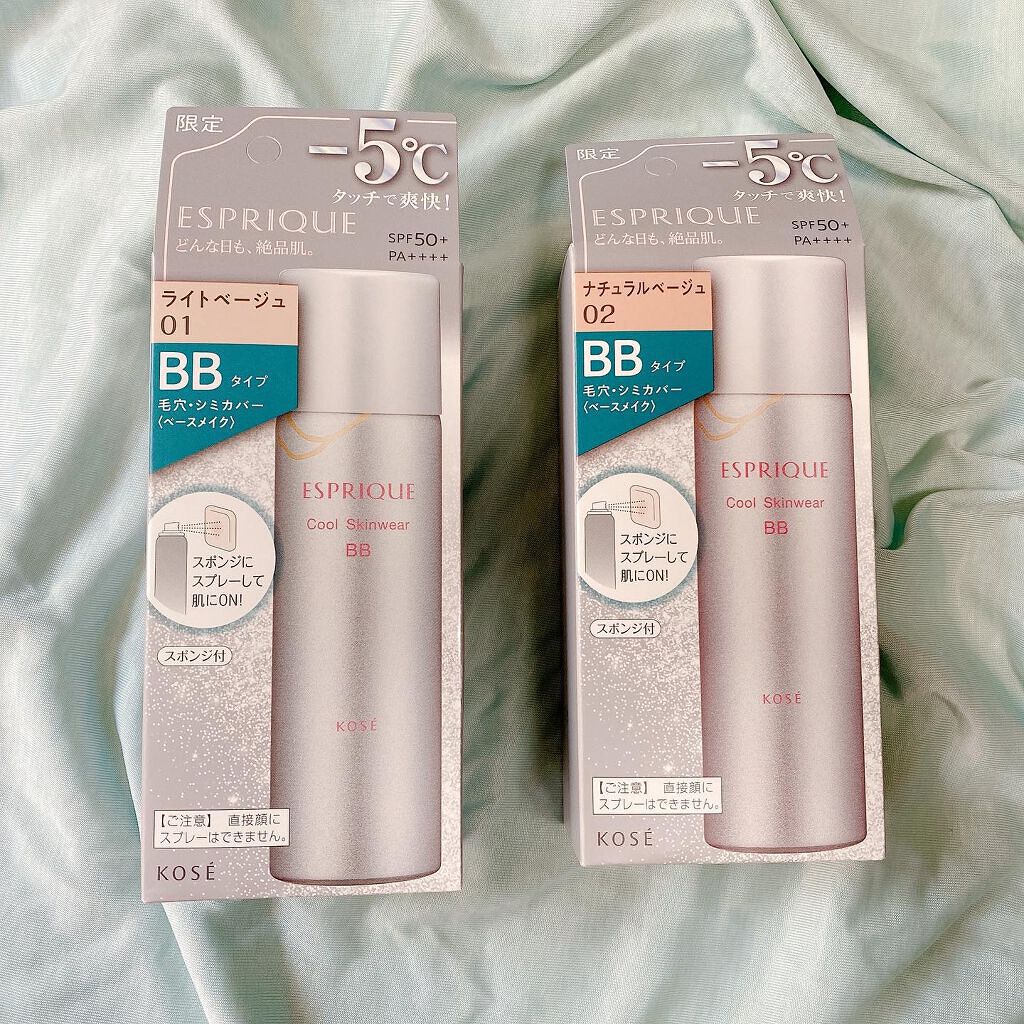 限定
-5℃
タッチで爽快!
ESPRIQUE
どんな日も、絶品肌。
SPF50+
PA++++
ライトベージュ
01
BB タイプ
毛穴・シミカバー
〈ベースメイク〉
ESPRIQUE
Cool Skinwear
BB
スポンジに
スプレーして
肌にON!
スポンジ付
KOSÉ
【ご注意】 直接顔に
スプレーはできません。
KOSÉ
限定
-5℃
タッチで爽快!
ESPRIQUE
どんな日も、絶品肌。
SPF50+
PA++++
ナチュラルベージュ
02
BB タイプ
毛穴・シミカバー
〈ベースメイク〉
ESPRIQUE
Cool Skinwear
BB
スポンジに
スプレーして
肌にON!
スポンジ付
KOSÉ
【ご注意】 直接顔に
スプレーはできません。
KOSÉ